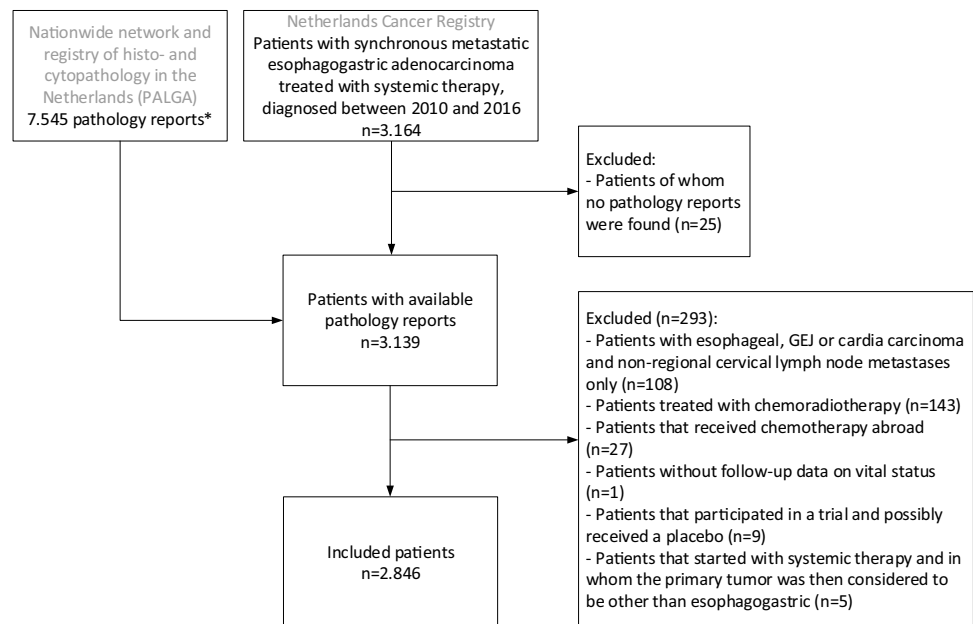 Nationwide network and
registry of histo- and
cytopathology in the
Netherlands (PALGA)
7.545 pathology reports*
Netherlands Cancer Registry
Patients with synchronous metastatic
esophagogastric adenocarcinoma
treated with systemic therapy,
diagnosed between 2010 and 2016
n=3.164
Excluded:
- Patients of whom
no pathology reports
were found (n=25)
Patients with available
pathology reports
n=3.139
Excluded (n=293):
- Patients with esophageal, GEJ or cardia carcinoma
and non-regional cervical lymph node metastases
only (n=108)
- Patients treated with chemoradiotherapy (n=143)
- Patients that received chemotherapy abroad
(n=27)
- Patients without follow-up data on vital status
(n=1)
- Patients that participated in a trial and possibly
received a placebo (n=9)
- Patients that started with systemic therapy and in
whom the primary tumor was then considered to
be other than esophagogastric (n=5)
Included patients
n=2.846